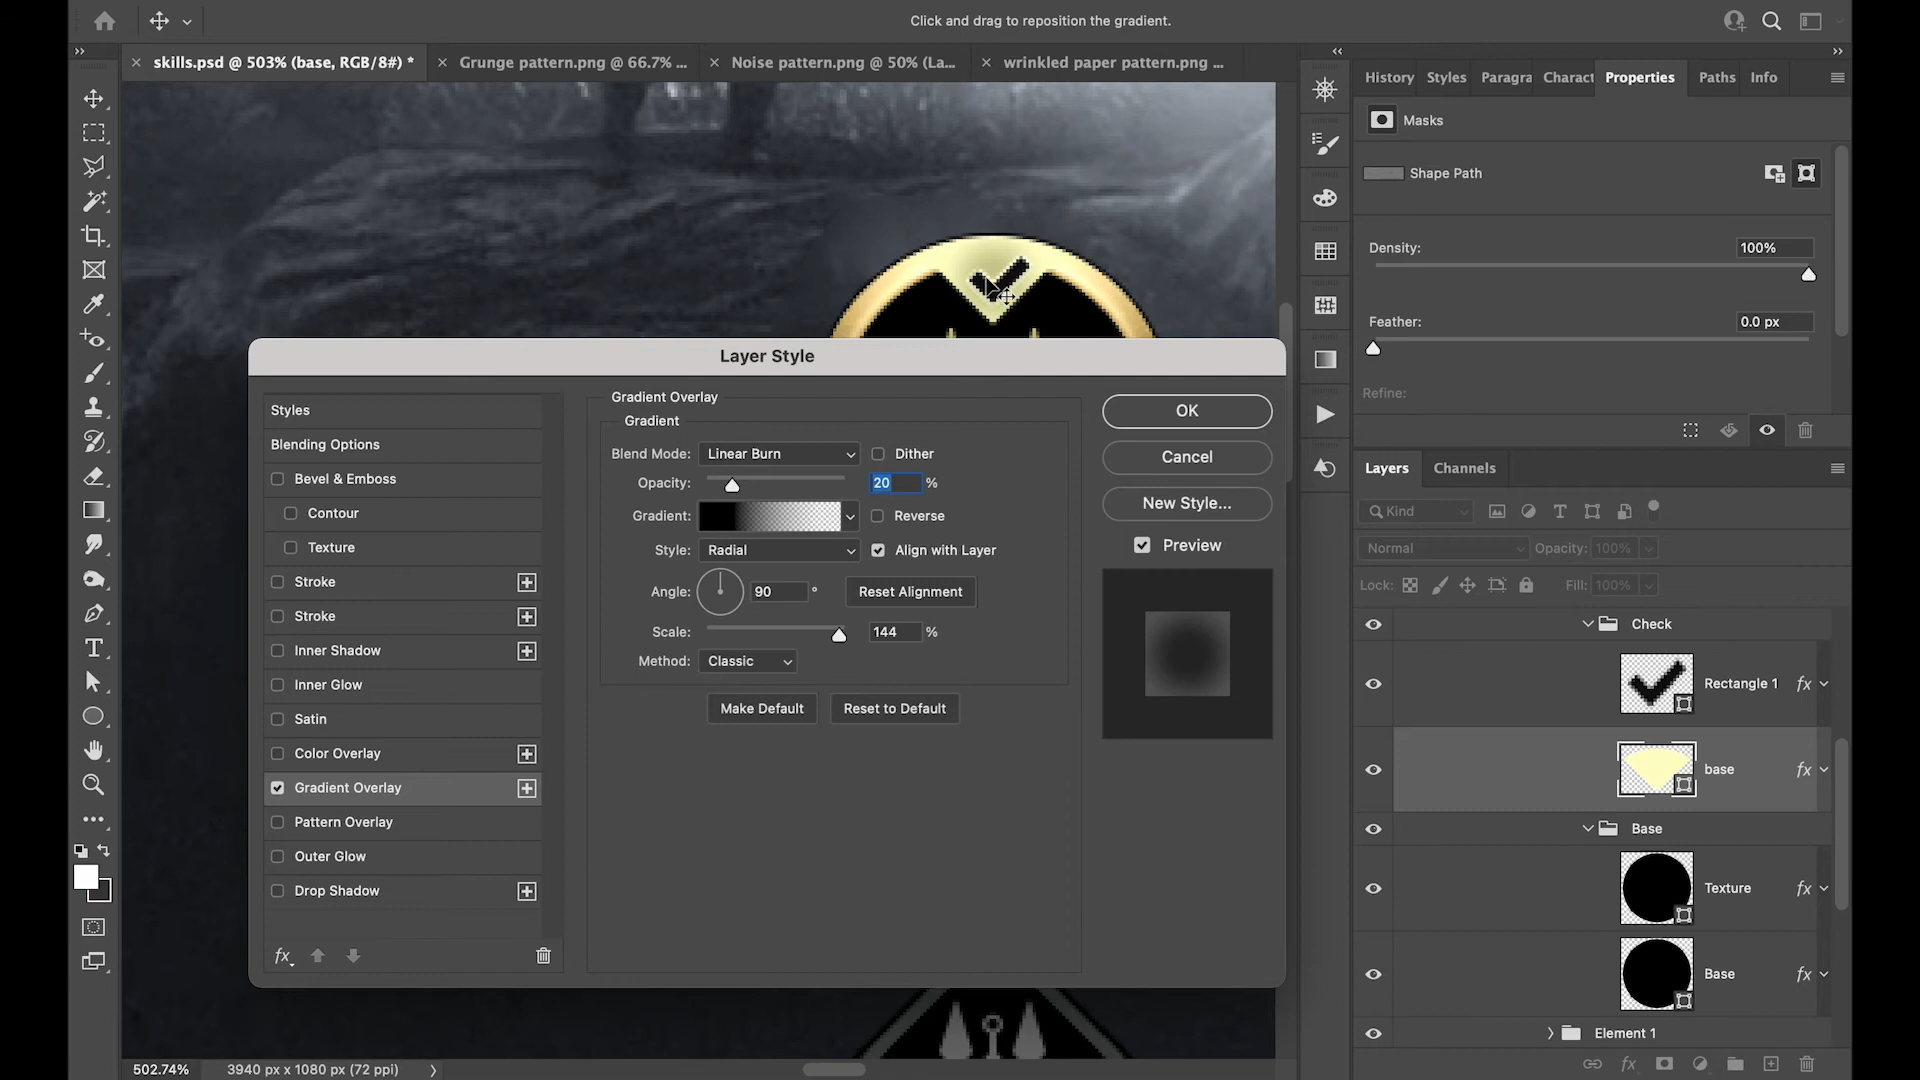 Click and drag to reposition the gradient.
skills.psd @ 503% (base, RGB/8#) *
Grunge pattern.png @ 66.7% ...
Noise pattern.png @ 50% (La...
wrinkled paper pattern.png ...
History
Styles
Paragra
Charact
Properties
Paths
Info
Masks
Shape Path
Density:
100%
Feather:
0.0 px
Refine:
Layer Style
Styles
Blending Options
Bevel & Emboss
Contour
Texture
Stroke
Stroke
Inner Shadow
Inner Glow
Satin
Color Overlay
Gradient Overlay
Pattern Overlay
Outer Glow
Drop Shadow
fx
Gradient Overlay
Gradient
Blend Mode: Linear Burn
Dither
Opacity: 20 %
Gradient:
Reverse
Style: Radial
Align with Layer
Angle: 90 °
Reset Alignment
Scale: 144 %
Method: Classic
Make Default
Reset to Default
OK
Cancel
New Style...
Preview
Layers
Channels
Kind
Normal
Opacity: 100%
Lock:
Fill: 100%
Check
Rectangle 1 fx
base fx
Base
Texture fx
Base fx
Element 1
fx
502.74%
3940 px x 1080 px (72 ppi)